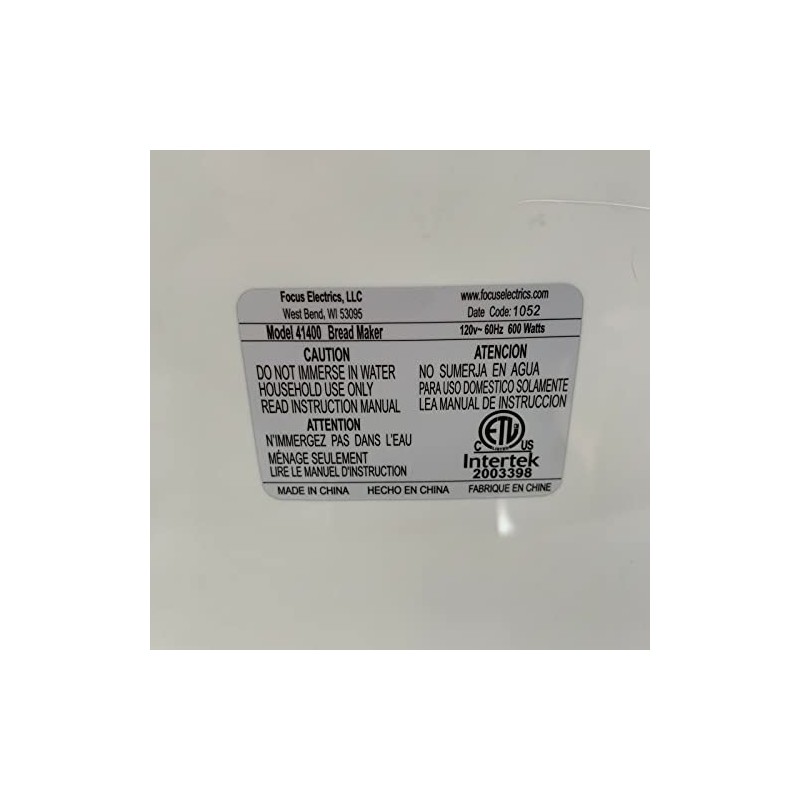 Focus Electrics, LLC
West Bend, WI 53095
www.focuselectrics.com
Date Code: 1052
Model 41400 Bread Maker
120v~ 60Hz 600 Watts
CAUTION
DO NOT IMMERSE IN WATER
HOUSEHOLD USE ONLY
READ INSTRUCTION MANUAL
ATTENTION
N'IMMERGEZ PAS DANS L'EAU
MÉNAGE SEULEMENT
LIRE LE MANUEL D'INSTRUCTION
ATENCION
NO SUMERJA EN AGUA
PARA USO DOMESTICO SOLAMENTE
LEA MANUAL DE INSTRUCCION
ETL
LISTED
C US
Intertek
2003398
MADE IN CHINA HECHO EN CHINA FABRIQUE EN CHINE